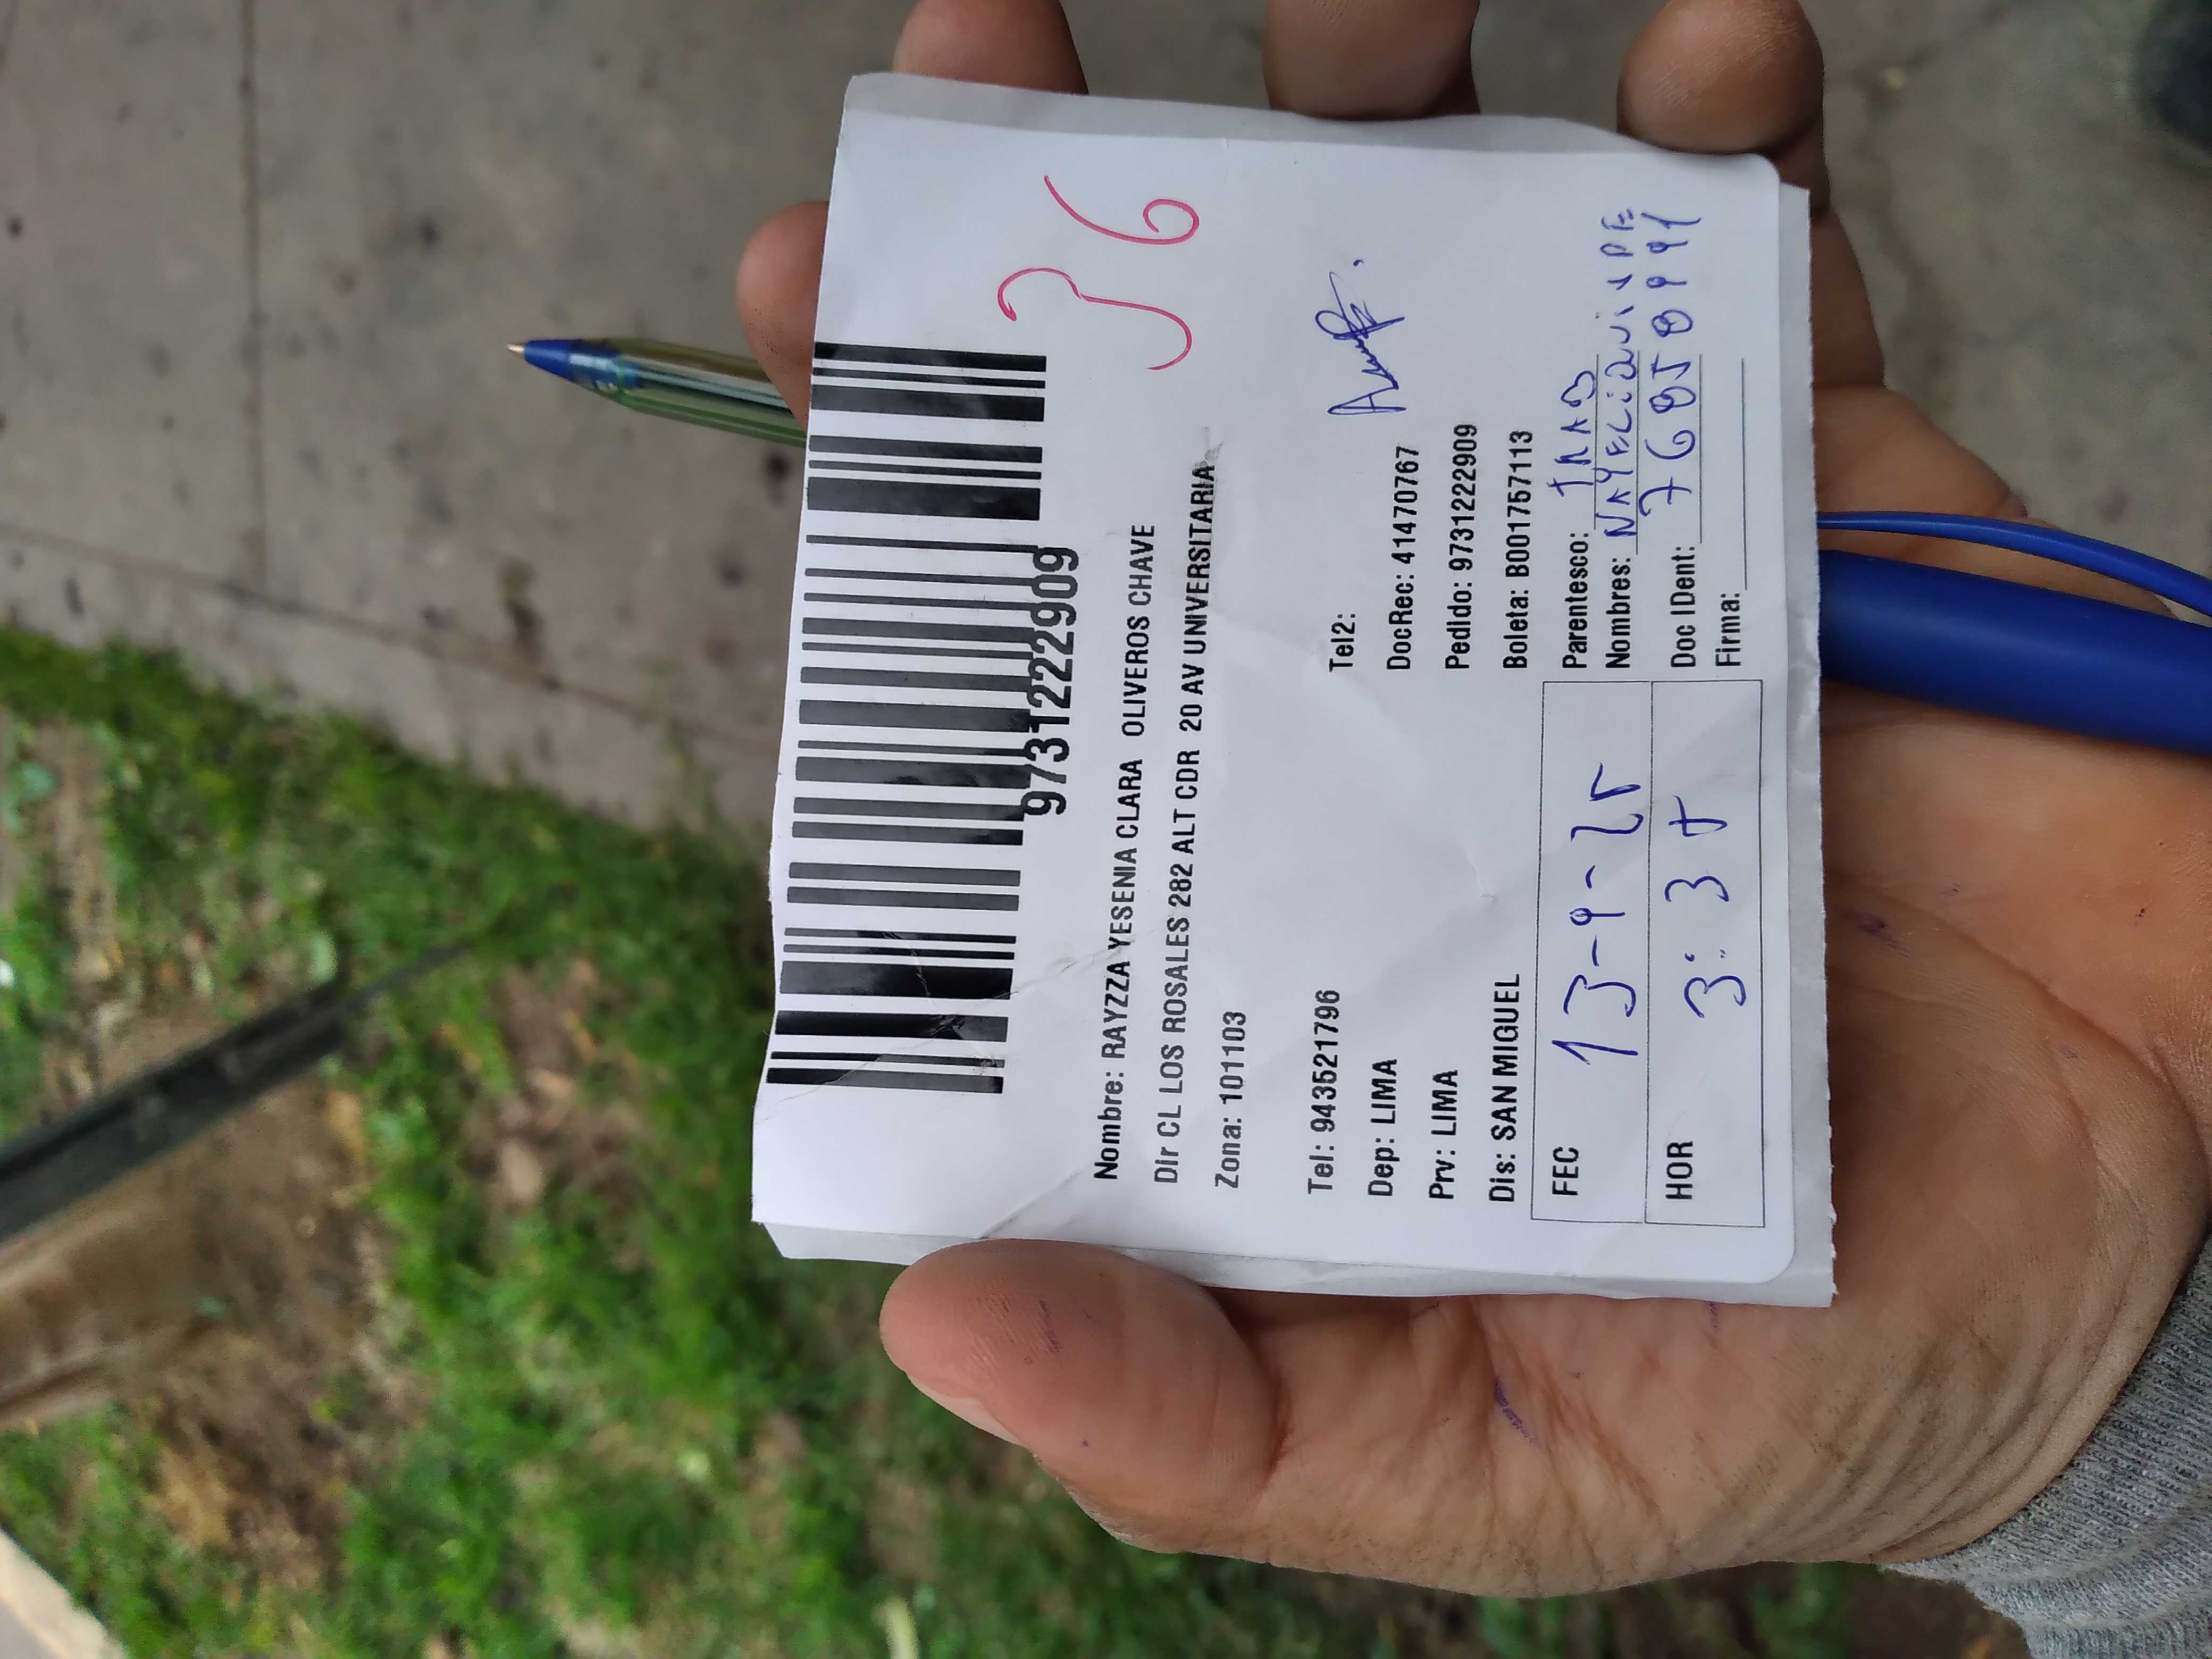 9731222909
36
Nombre: RAYZZA YESENIA CLARA OLIVEROS CHAVE
Dir CL LOS ROSALES 282 ALT CDR 20 AV UNIVERSITARIA
Zona: 101103
Tel: 943521796
Tel2:
Dep: LIMA
DocRec: 41470767
Prv: LIMA
Pedido: 9731222909
Dis: SAN MIGUEL
Boleta: B001757113
FEC 13-9-25
HOR 3:38
Parentesco:
Nombres: NAYELI
Doc IDent:
Firma: